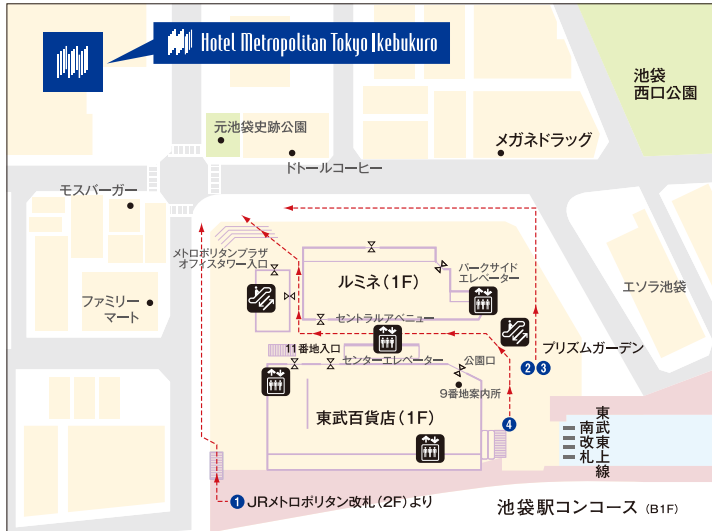 Hotel Metropolitan Tokyo Ikebukuro
池袋
西口公園
元池袋史跡公園
メガネドラッグ
ドトールコーヒー
モスバーガー
メトロポリタンプラザ
オフィスタワー入口
ルミネ(1F)
パークサイド
エレベーター
エソラ池袋
ファミリー
マート
セントラルアベニュー
11番地入口
センターエレベーター
公園口
プリズムガーデン
2 3
9番地案内所
東武百貨店(1F)
4
東武東上線
南改札
1 JRメトロポリタン改札(2F)より
池袋駅コンコース (B1F)